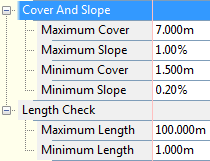 Cover And Slope
Maximum Cover 7.000m
Maximum Slope 1.00%
Minimum Cover 1.500m
Minimum Slope 0.20%
Length Check
Maximum Length 100.000m
Minimum Length 1.000m